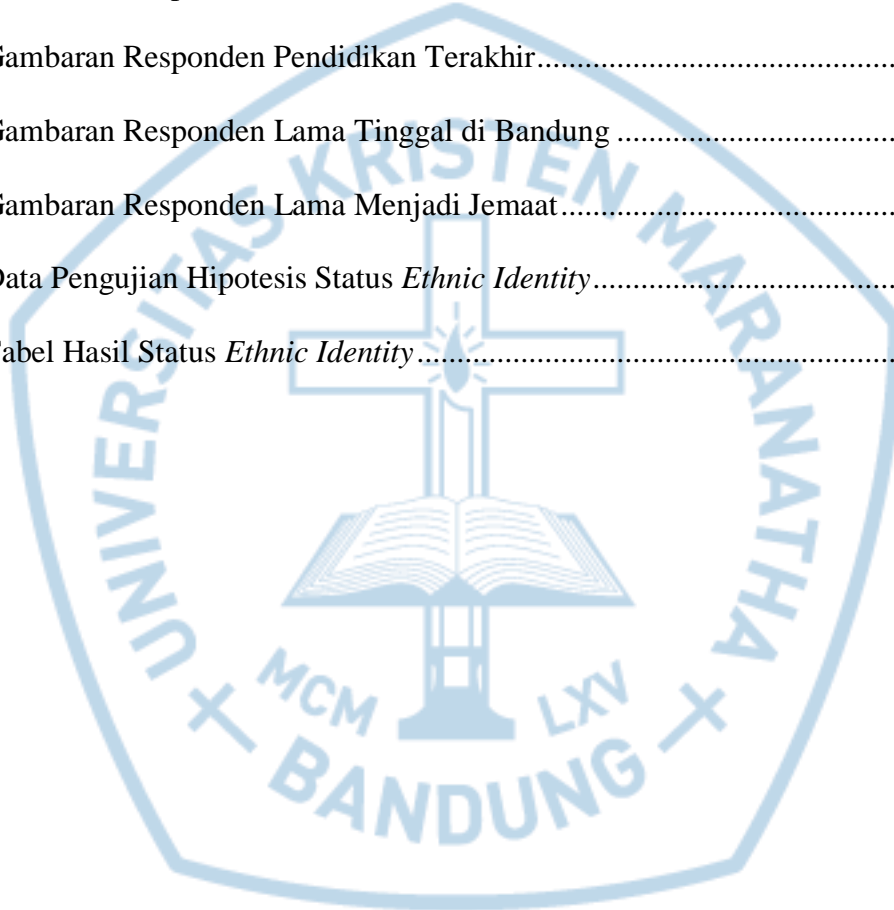 Gambaran Responden Pendidikan Terakhir
Gambaran Responden Lama Tinggal di Bandung
Gambaran Responden Lama Menjadi Jemaat
Data Pengujian Hipotesis Status Ethnic Identity
Tabel Hasil Status Ethnic Identity
UNIVERSITAS KRISTEN MARANATHA
MCM LXV
BANDUNG